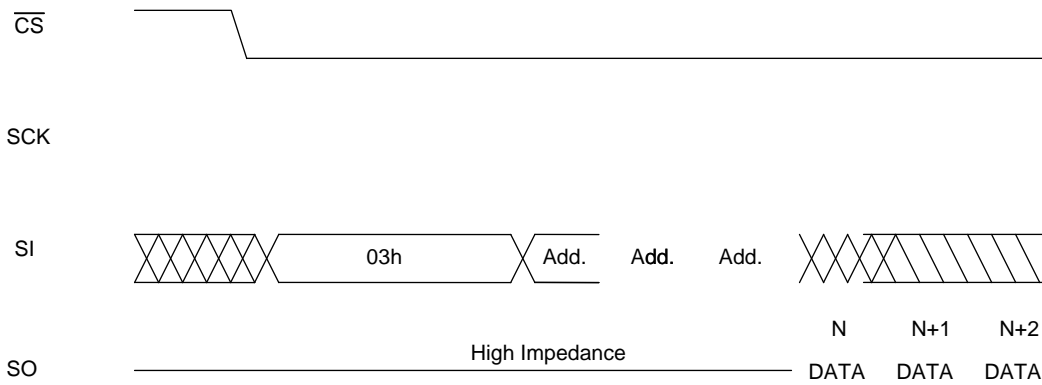 CS
SCK
SI 03h Add. Add. Add.
N N+1 N+2
High Impedance
SO DATA DATA DATA